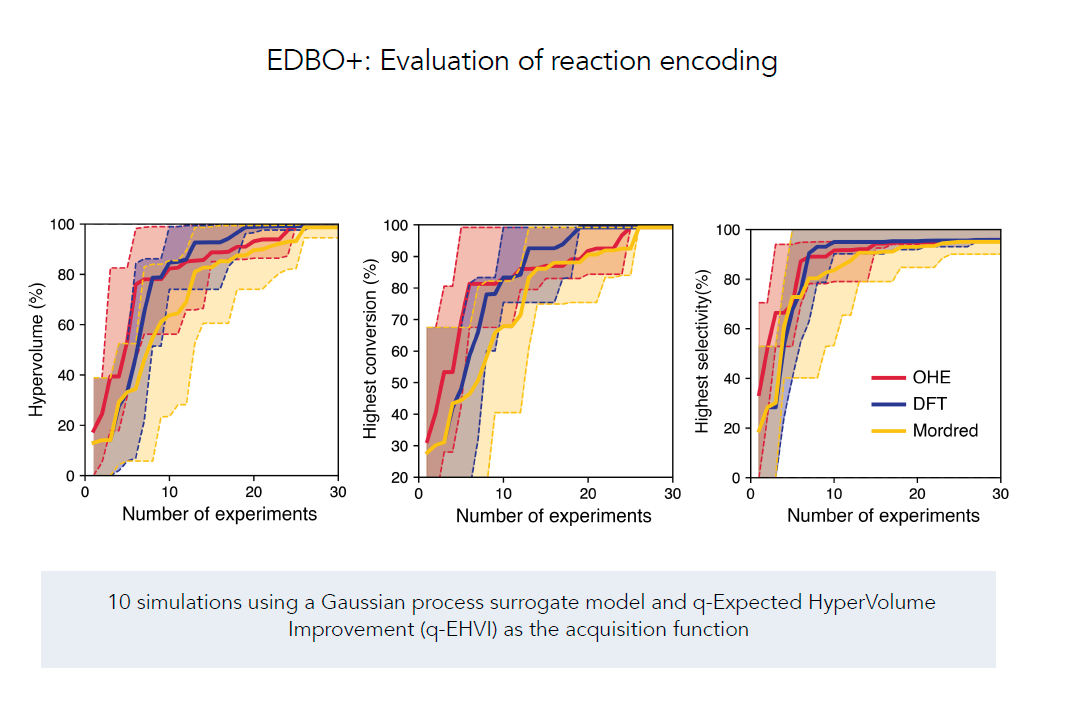 EDBO+: Evaluation of reaction encoding
Hypervolume (%)
100
80
60
40
20
0
0 10 20 30
Number of experiments
Highest conversion (%)
100
90
80
70
60
50
40
30
20
0 10 20 30
Number of experiments
Highest selectivity(%)
100
80
60
40
20
0
0 10 20 30
Number of experiments
OHE
DFT
Mordred
10 simulations using a Gaussian process surrogate model and q-Expected HyperVolume
Improvement (q-EHVI) as the acquisition function